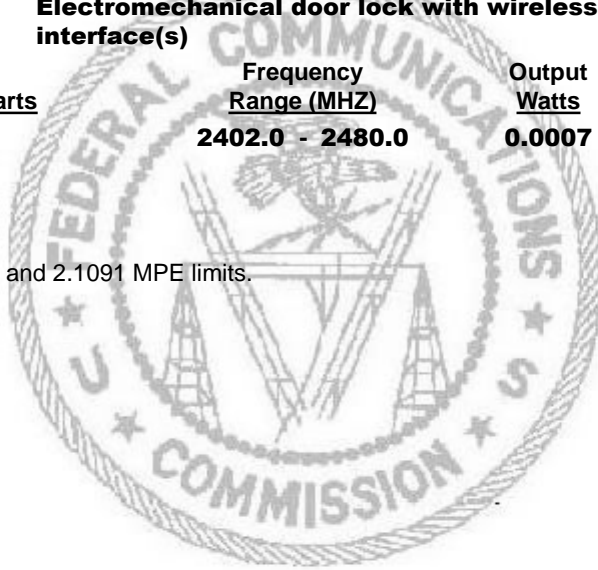 Electromechanical door lock with wireless
interface(s)
Frequency Output
arts Range (MHZ) Watts
2402.0 - 2480.0 0.0007
and 2.1091 MPE limits.
FEDERAL COMMUNICATIONS
U S
COMMISSION
-